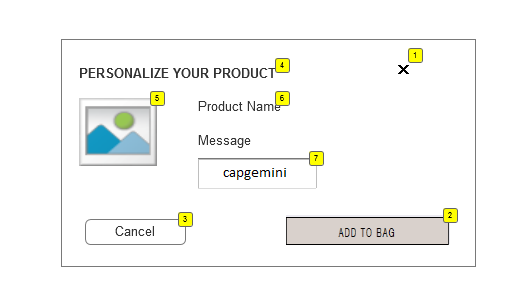 1
PERSONALIZE YOUR PRODUCT 4
X
5
Product Name 6
Message
7
capgemini
3
Cancel
2
ADD TO BAG